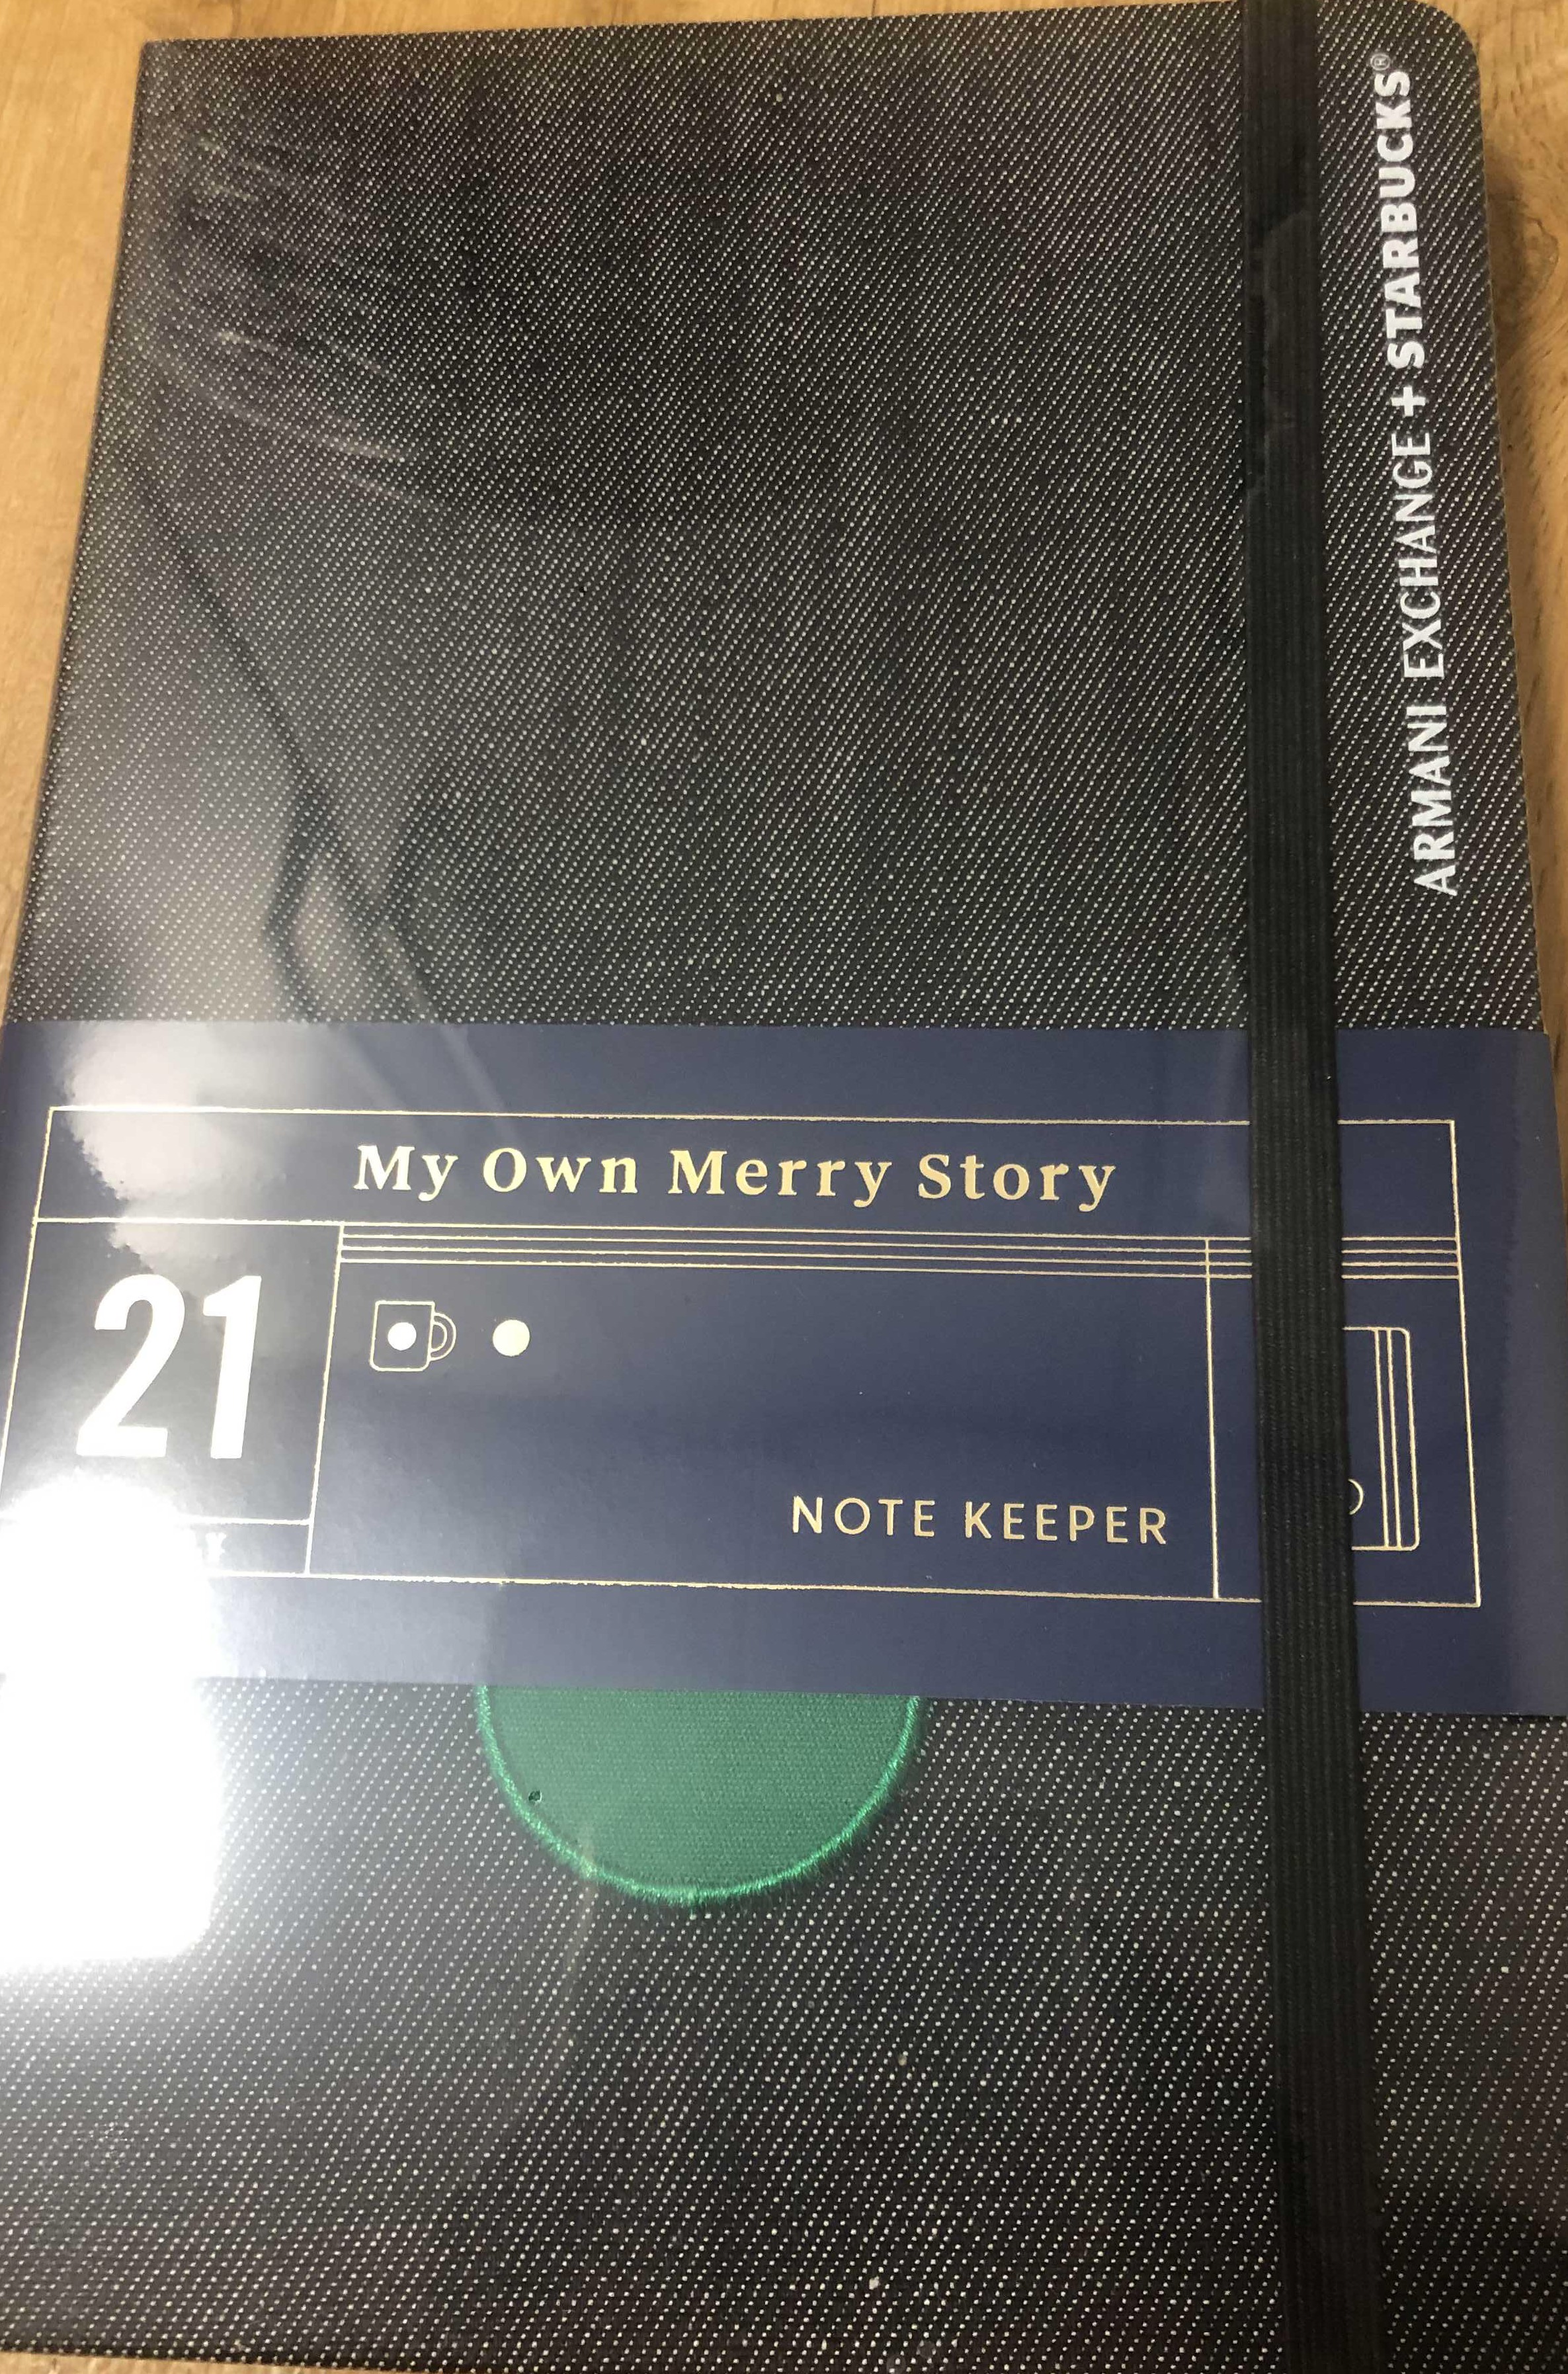 ARMANI EXCHANGE + STARBUCKS®
My Own Merry Story
21
NOTE KEEPER